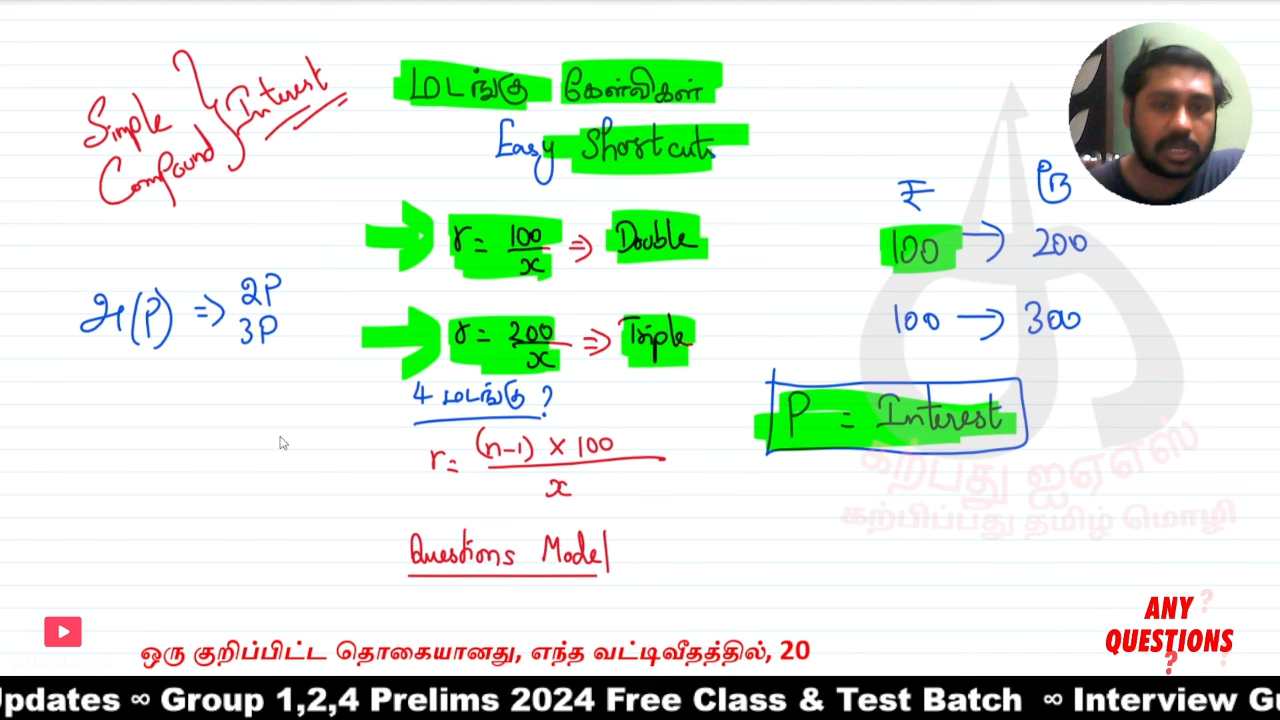 Simple
Compound } Interest
மடங்கு கேள்விகள்
Easy Shortcuts
r = 100/x ⇒ Double
அ(P) ⇒ 2P
3P
r = 200/x ⇒ Triple
4 மடங்கு ?
r = (n-1) × 100 / x
Questions Model
₹
100 → 200
100 → 300
P = Interest
கற்பது ஐஏஎஸ்
கற்பிப்பது தமிழ் மொழி
ANY
QUESTIONS
?
ஒரு குறிப்பிட்ட தொகையானது, எந்த வட்டிவீதத்தில், 20
Updates ∞ Group 1,2,4 Prelims 2024 Free Class & Test Batch ∞ Interview Gu